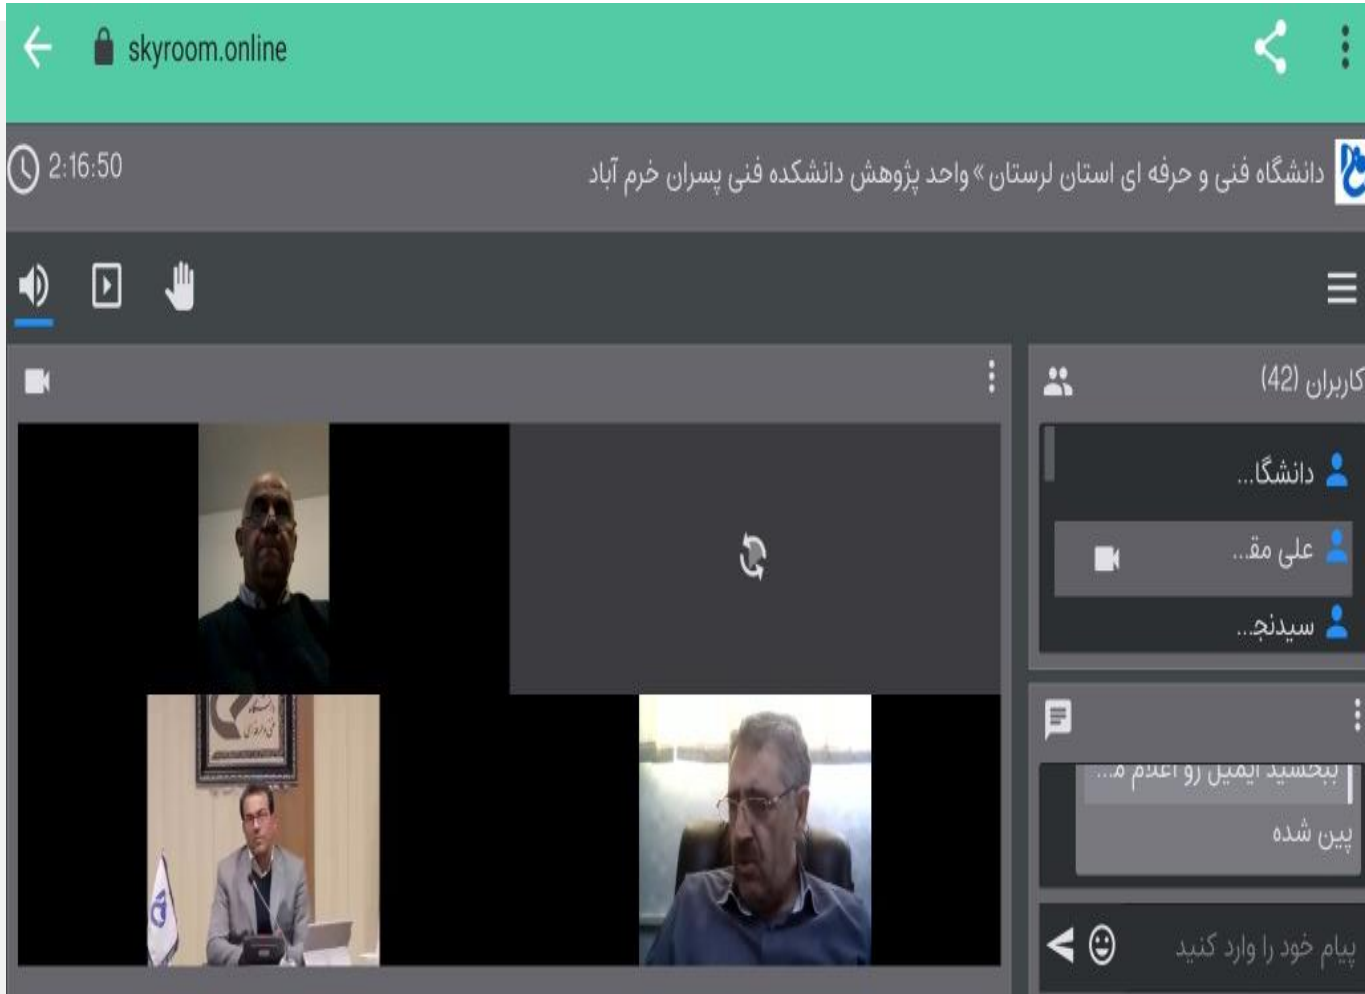 skyroom.online
دانشگاه فنی و حرفه ای استان لرستان » واحد پژوهش دانشکده فنی پسران خرم آباد
2:16:50
کاربران (42)
دانشگا...
علی مق...
سیدنج...
ببخشید ایمیل رو اعلام م...
پین شده
پیام خود را وارد کنید